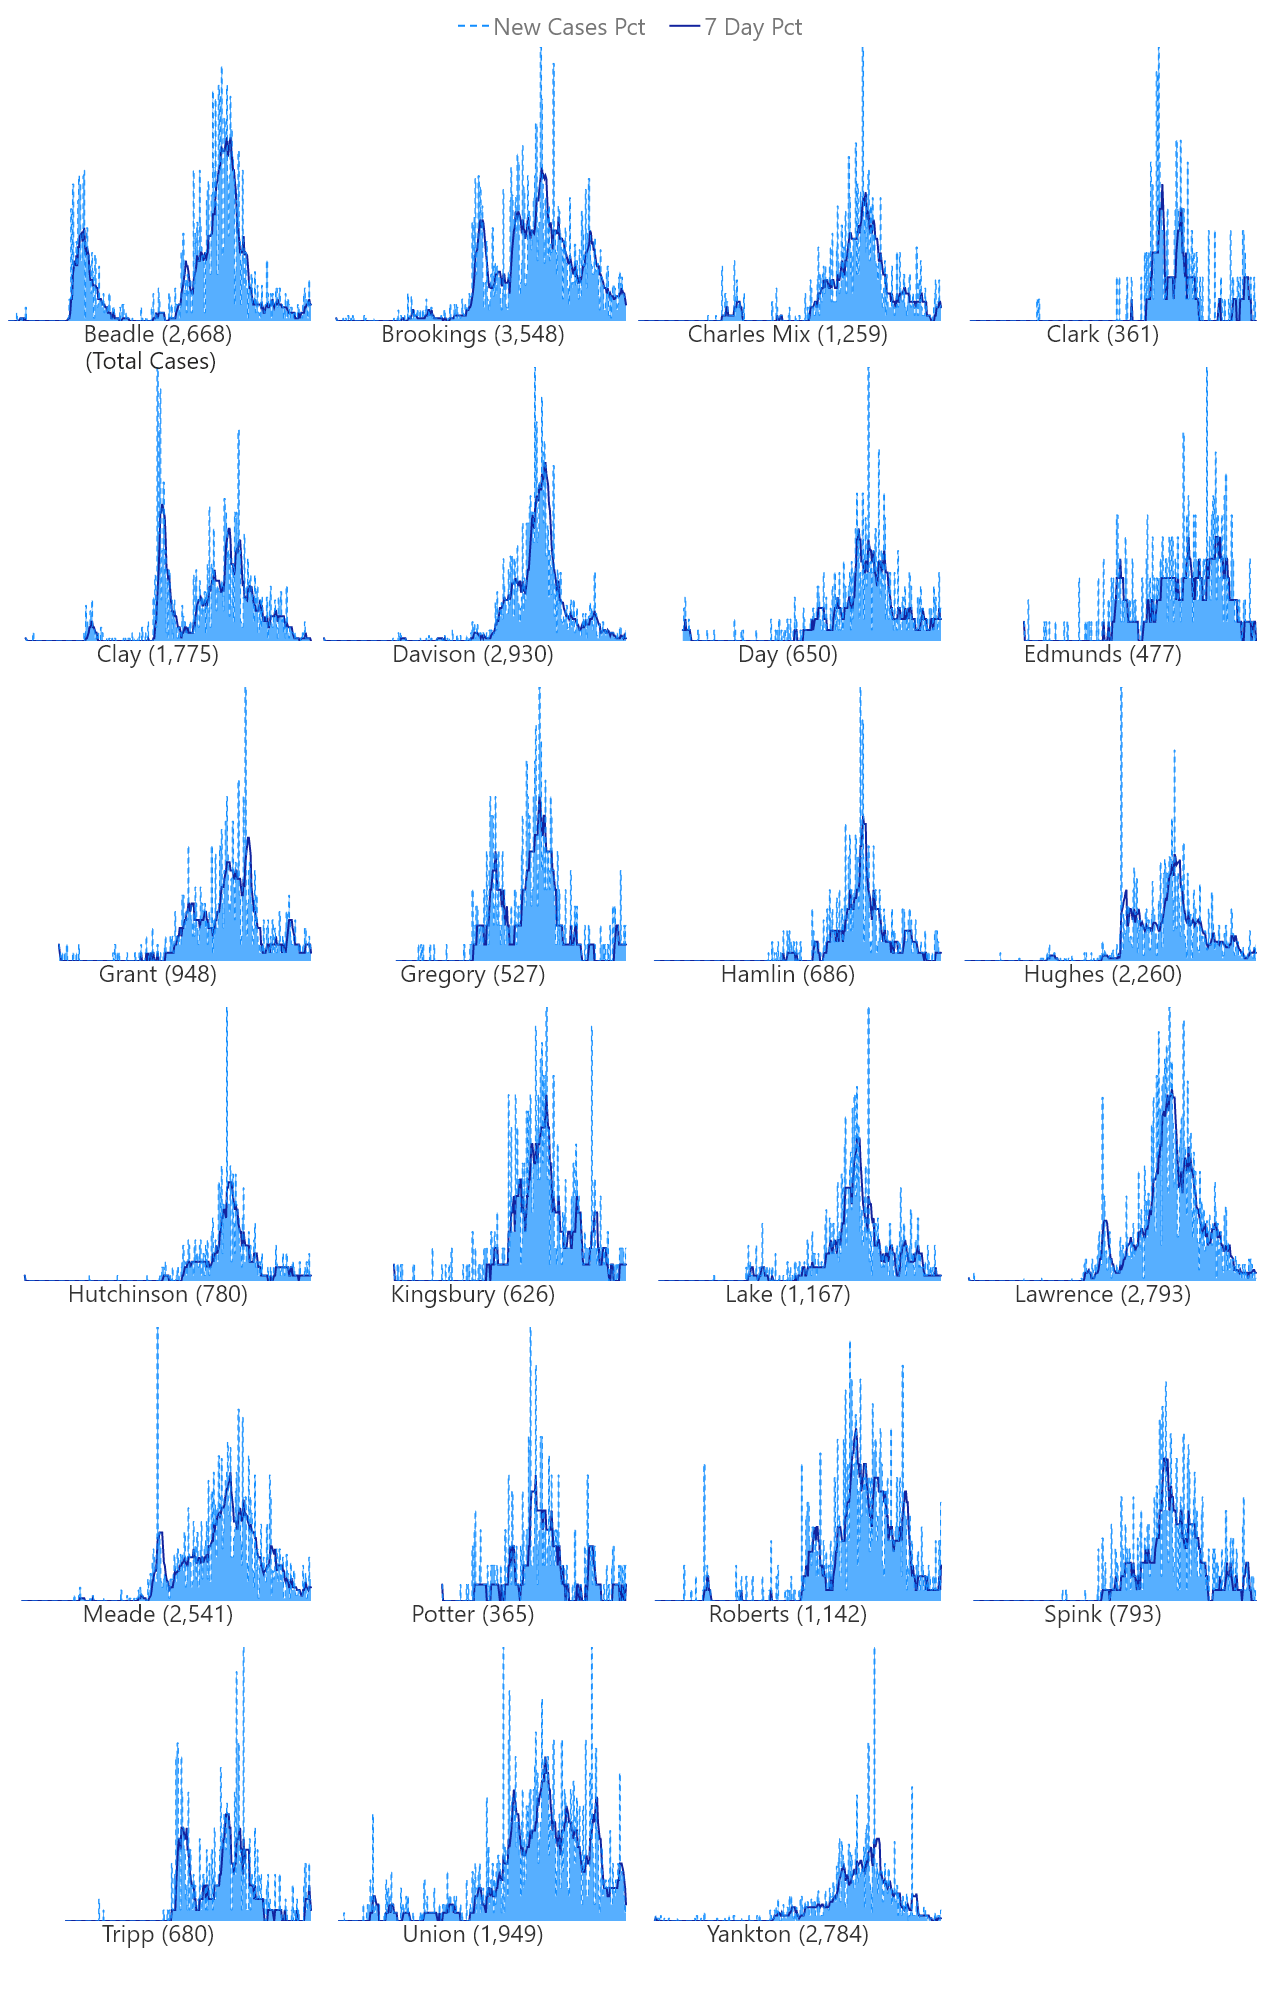 New Cases Pct 7 Day Pct
Beadle (2,668) Brookings (3,548) Charles Mix (1,259) Clark (361)
(Total Cases)
Clay (1,775) Davison (2,930) Day (650) Edmunds (477)
Grant (948) Gregory (527) Hamlin (686) Hughes (2,260)
Hutchinson (780) Kingsbury (626) Lake (1,167) Lawrence (2,793)
Meade (2,541) Potter (365) Roberts (1,142) Spink (793)
Tripp (680) Union (1,949) Yankton (2,784)